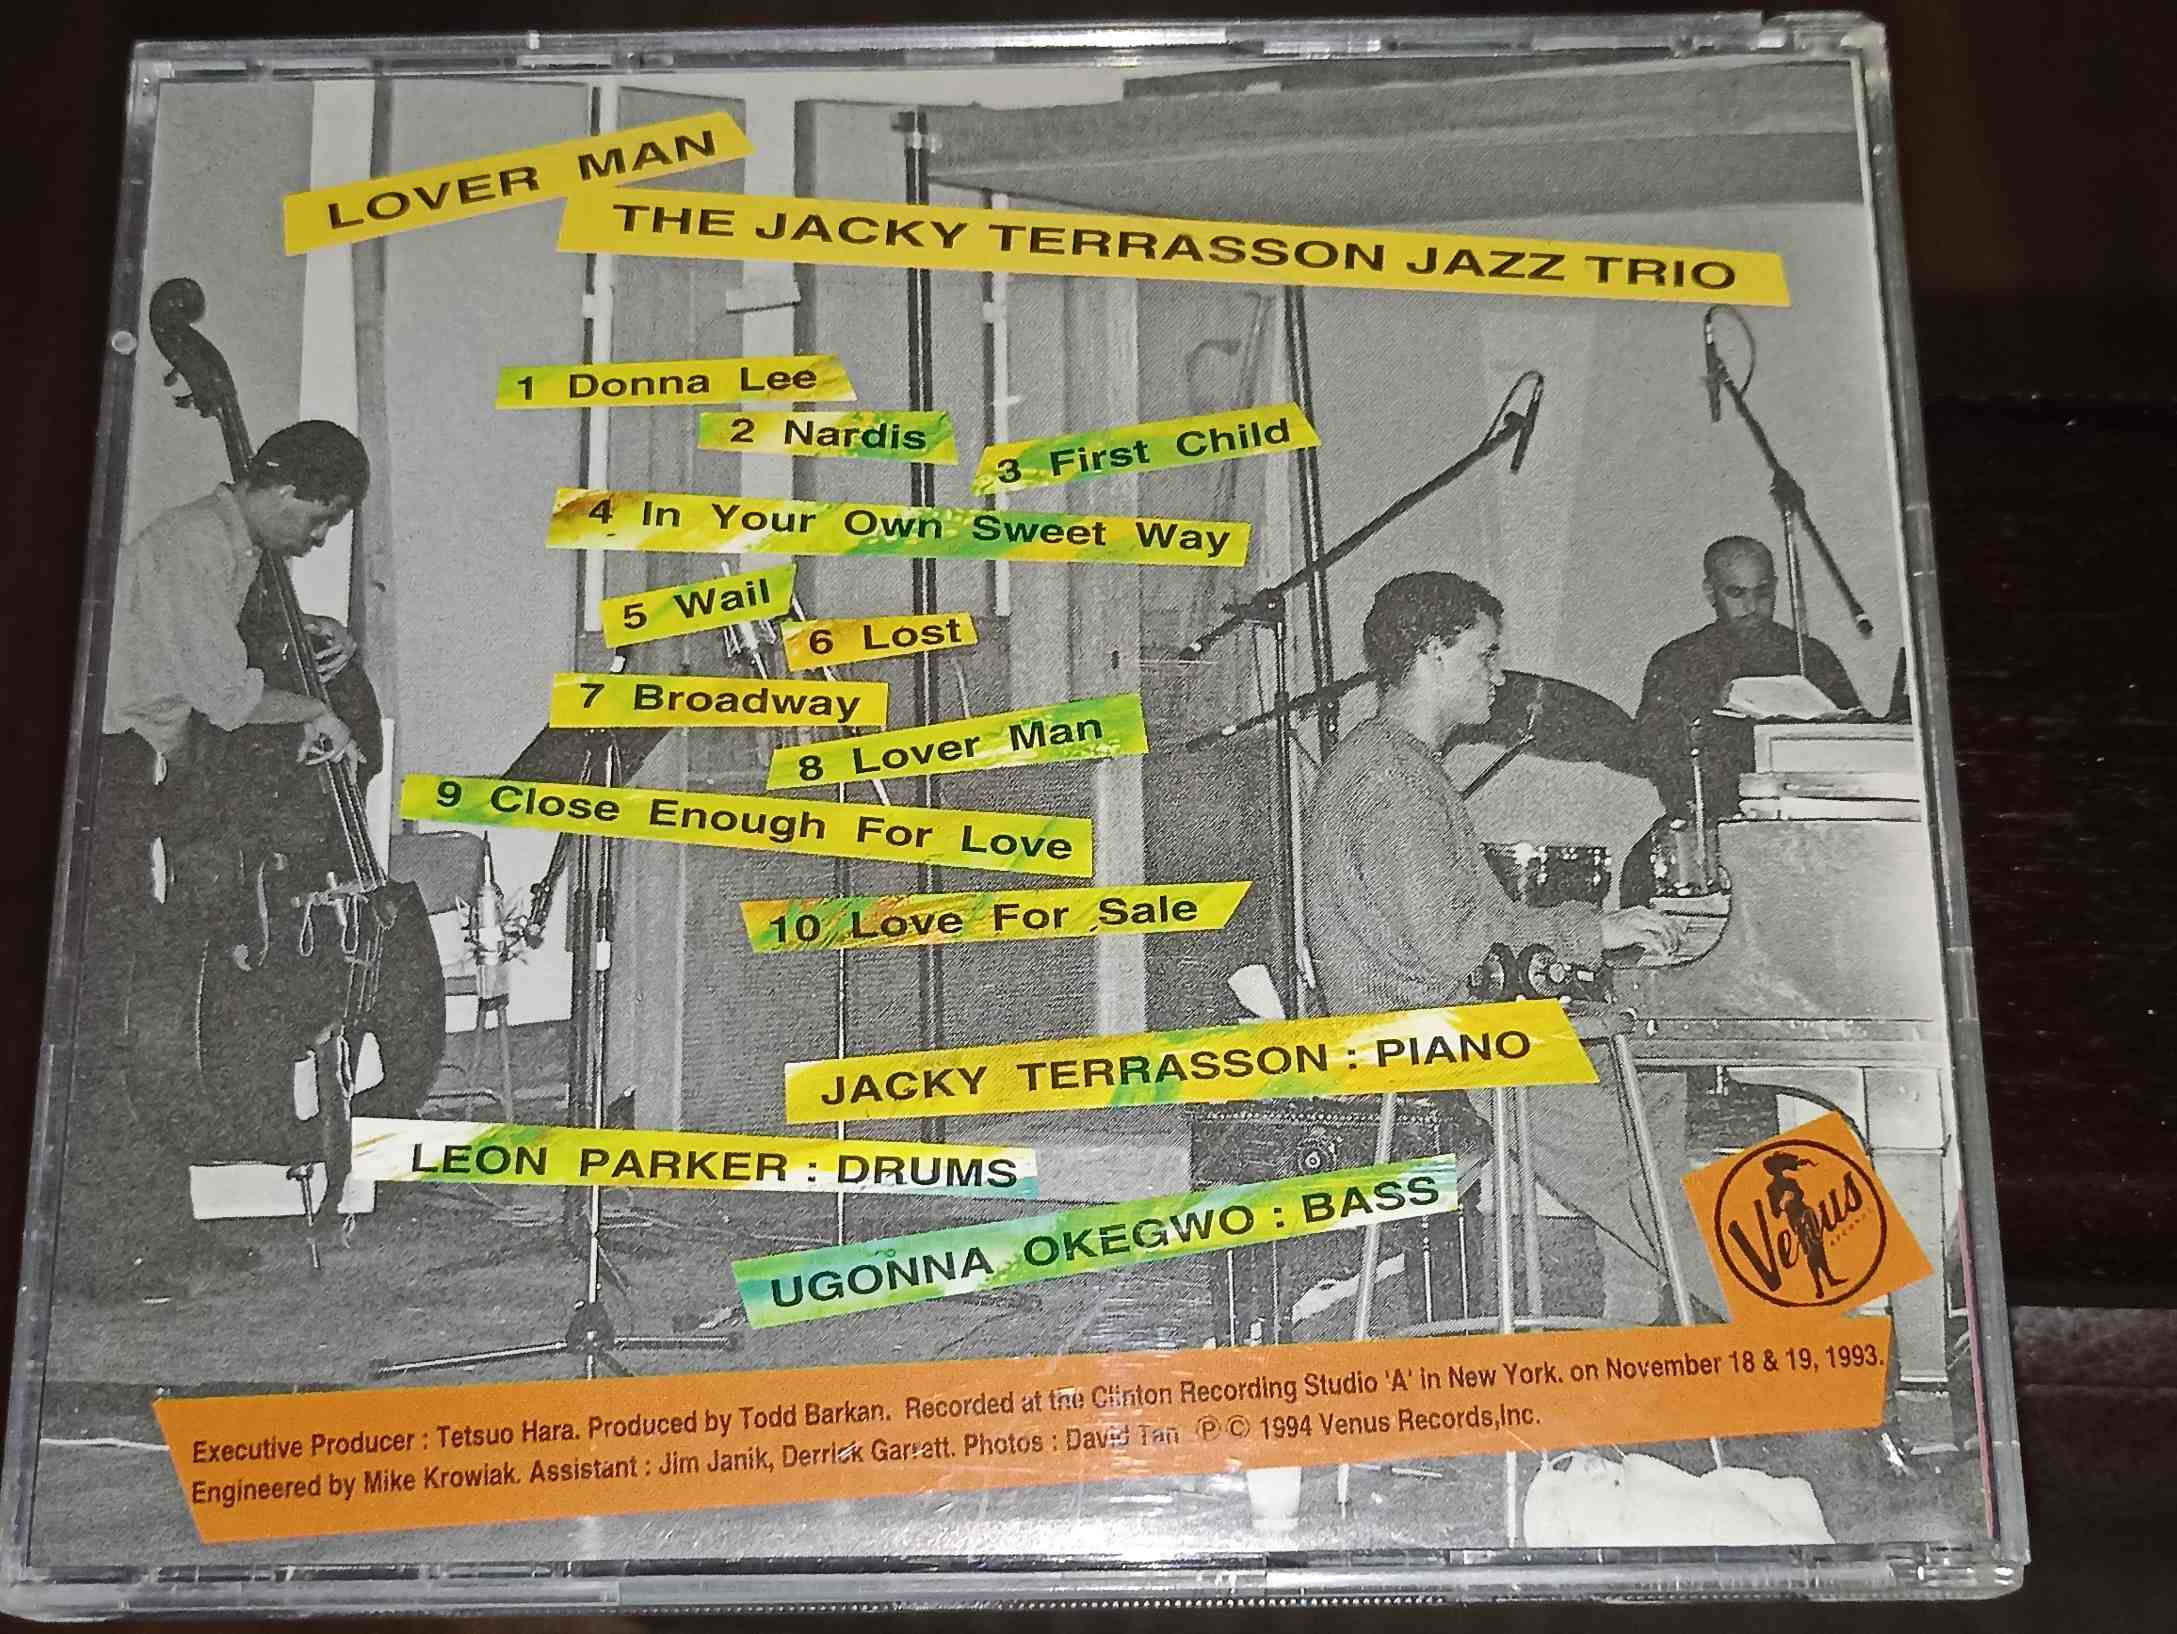 LOVER MAN
THE JACKY TERRASSON JAZZ TRIO
1 Donna Lee
2 Nardis
3 First Child
4 In Your Own Sweet Way
5 Wail
6 Lost
7 Broadway
8 Lover Man
9 Close Enough For Love
10 Love For Sale
JACKY TERRASSON : PIANO
LEON PARKER : DRUMS
UGONNA OKEGWO : BASS
Venus
RECORDS
Executive Producer : Tetsuo Hara. Produced by Todd Barkan. Recorded at the Clinton Recording Studio 'A' in New York. on November 18 & 19, 1993.
Engineered by Mike Krowiak. Assistant : Jim Janik, Derrick Garratt. Photos : David Tan Ⓟ© 1994 Venus Records,Inc.